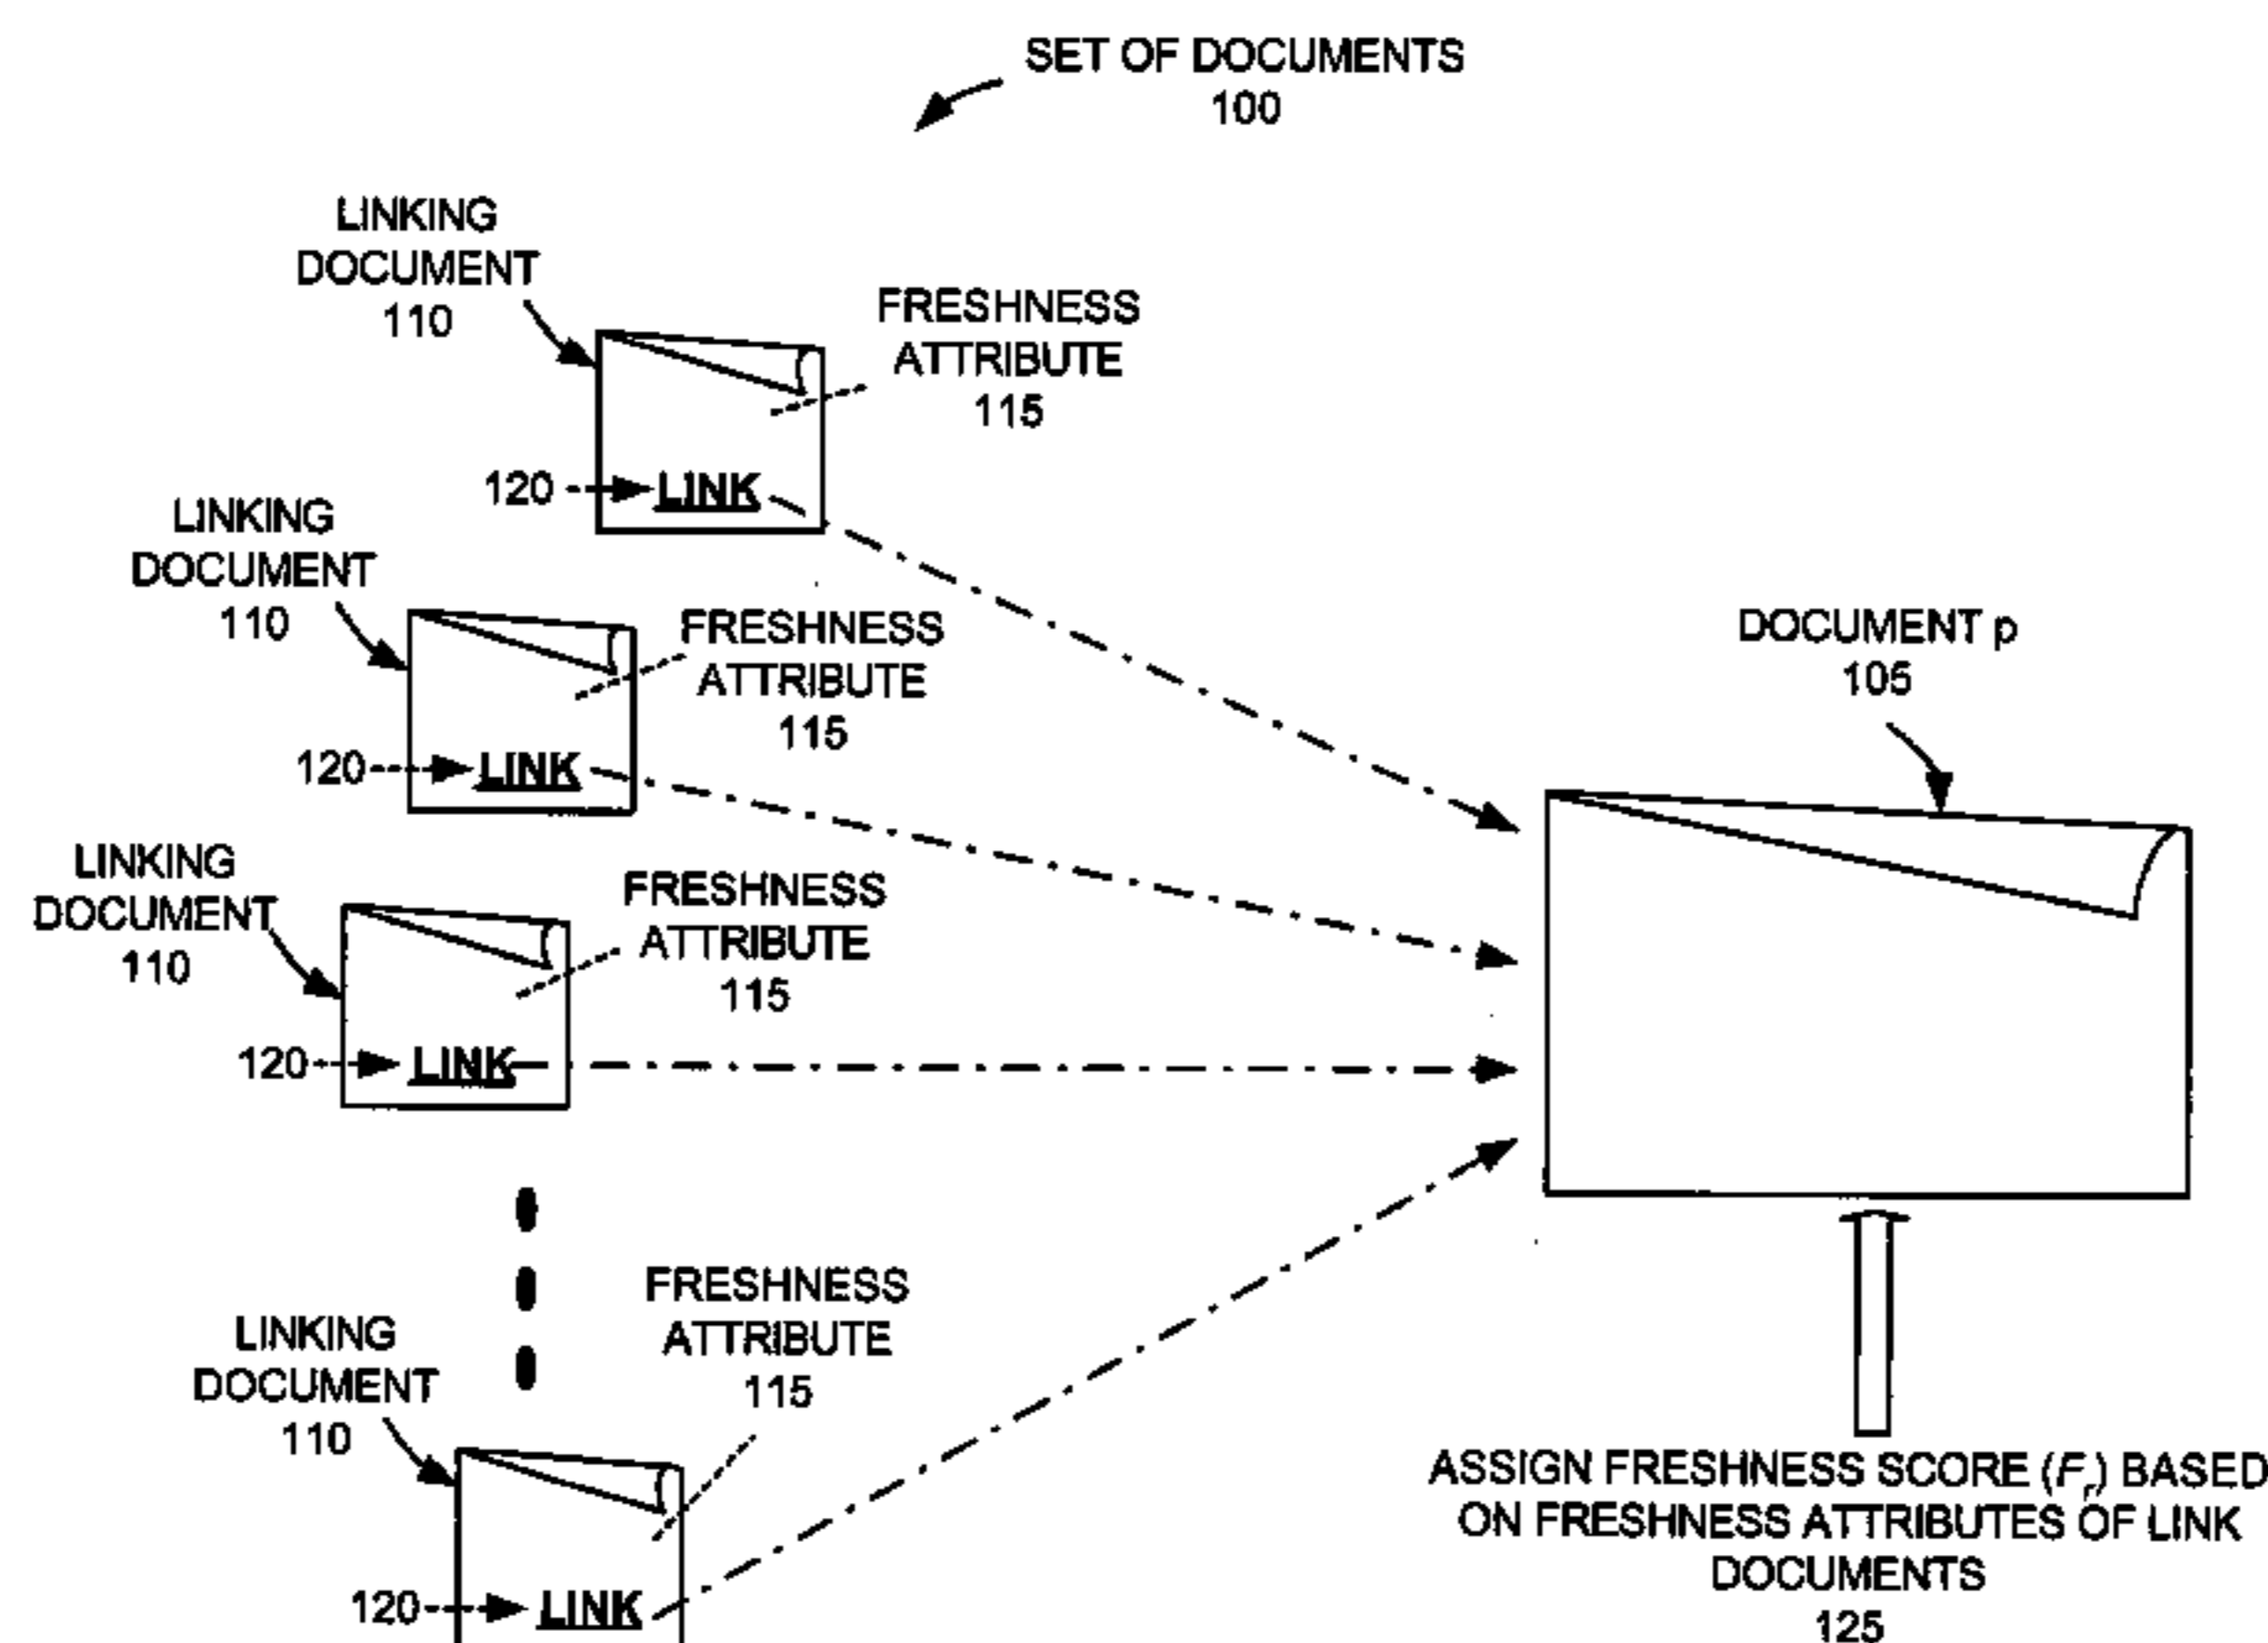 SET OF DOCUMENTS
100
LINKING
DOCUMENT
110
FRESHNESS
ATTRIBUTE
115
120
LINK
LINKING
DOCUMENT
110
FRESHNESS
ATTRIBUTE
115
120
LINK
DOCUMENT p
105
LINKING
DOCUMENT
110
FRESHNESS
ATTRIBUTE
115
120
LINK
LINKING
DOCUMENT
110
FRESHNESS
ATTRIBUTE
115
120
LINK
ASSIGN FRESHNESS SCORE (Fr) BASED
ON FRESHNESS ATTRIBUTES OF LINK
DOCUMENTS
125